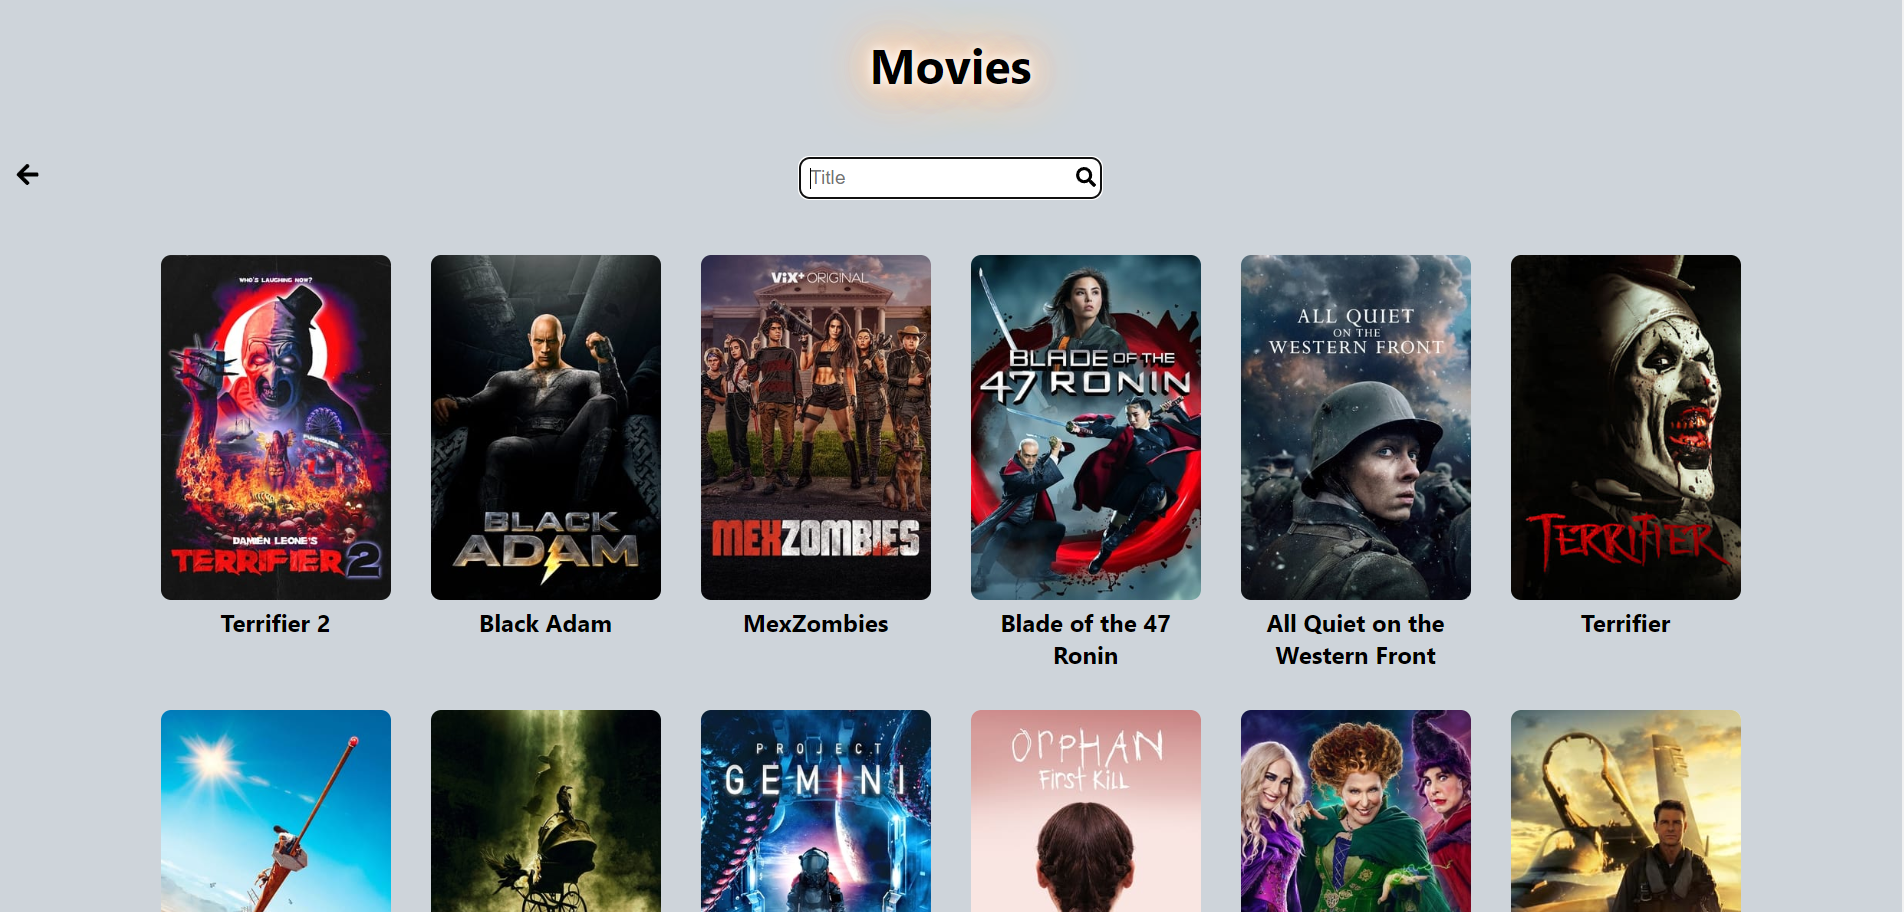 Movies
Title
WHO'S LAUGHING NOW?
FUNHOUSE
DAMIEN LEONE'S
TERRIFIER 2
BLACK
ADAM
ViX+ ORIGINAL
MEXZOMBIES
BLADE OF THE
47 RONIN
ALL QUIET
ON THE
WESTERN FRONT
TERRIFIER
Terrifier 2
Black Adam
MexZombies
Blade of the 47
Ronin
All Quiet on the
Western Front
Terrifier
PROJECT
GEMINI
ORPHAN
FIRST KILL